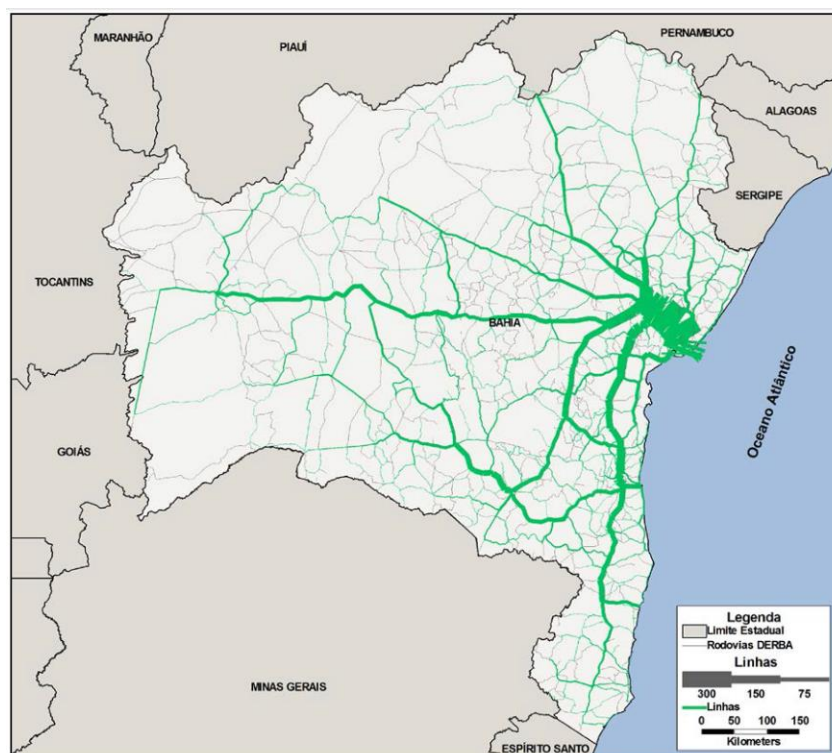 MARANHÃO
PIAUÍ
PERNAMBUCO
ALAGOAS
SERGIPE
TOCANTINS
BAHIA
Oceano Atlântico
GOIÁS
MINAS GERAIS
ESPÍRITO SANTO
Legenda
Limite Estadual
Rodovias DERBA
Linhas
300 150 75
Linhas
0 50 100 150
Kilometers